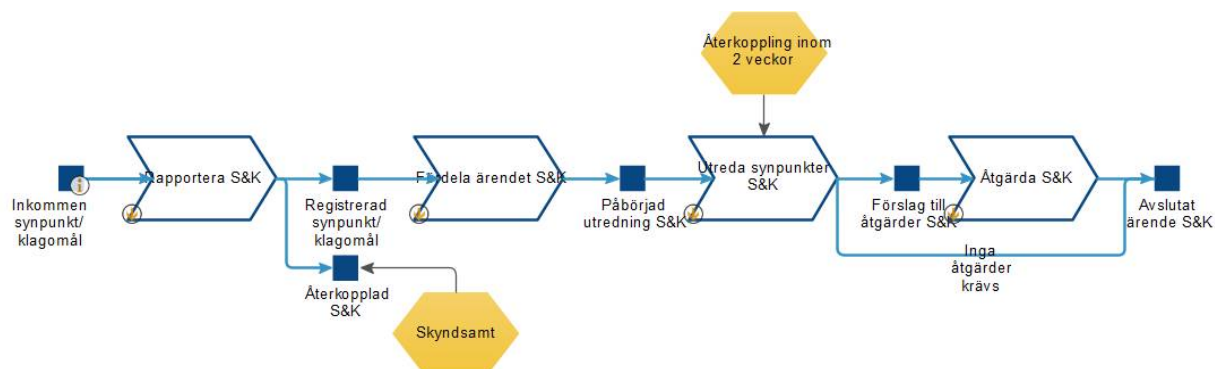 Återkoppling inom
2 veckor
Rapportera S&K
Fördela ärendet S&K
Utreda synpunkter
S&K
Åtgärda S&K
Inkommen
synpunkt/
klagomål
Registrerad
synpunkt/
klagomål
Påbörjad
utredning S&K
Förslag till
åtgärder S&K
Avslutat
ärende S&K
Inga
åtgärder
krävs
Återkopplad
S&K
Skyndsamt